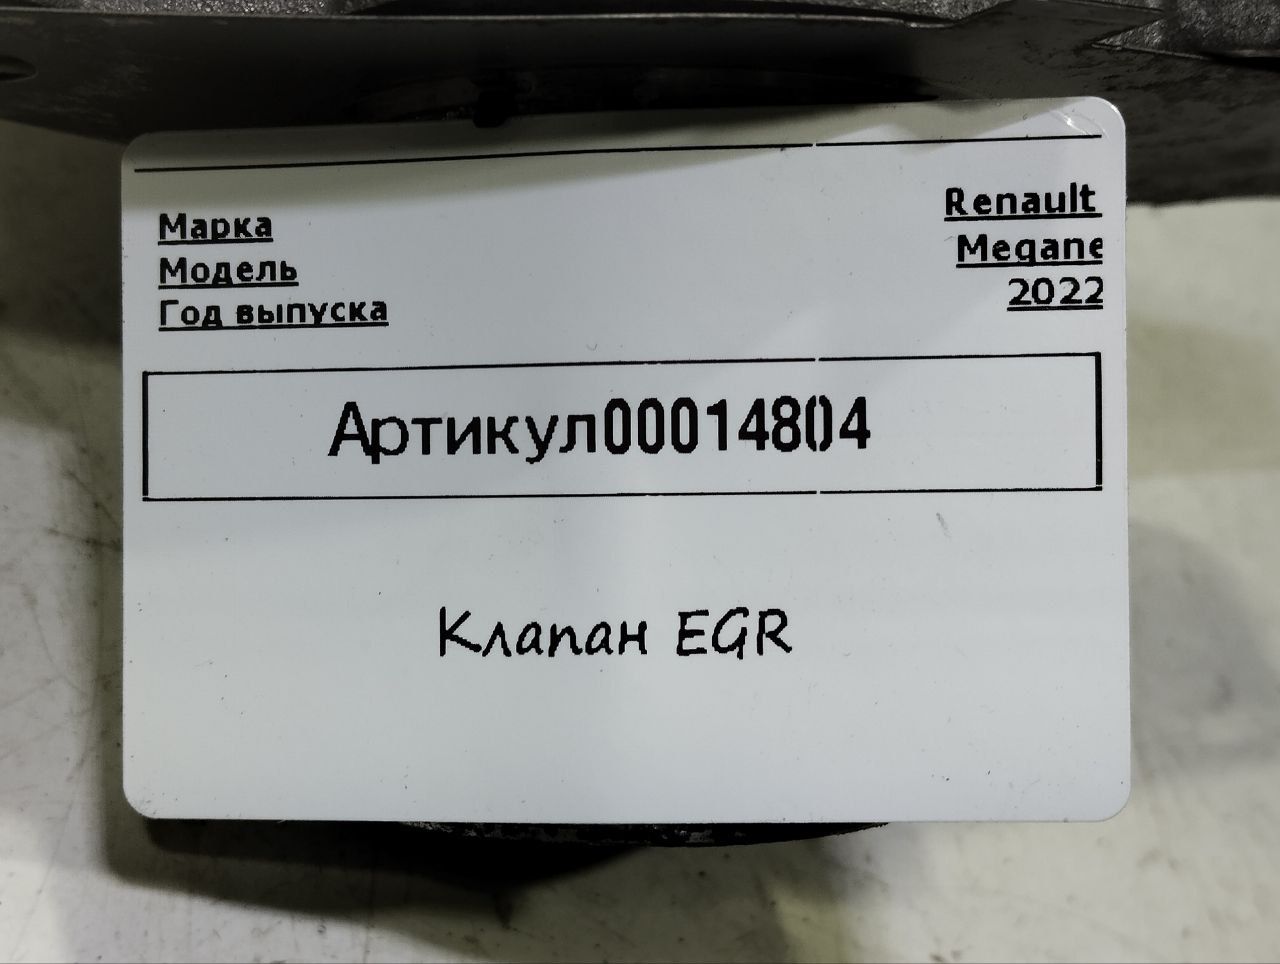 Марка Renault
Модель Megane
Год выпуска 2022
Артикул00014804
Клапан EGR